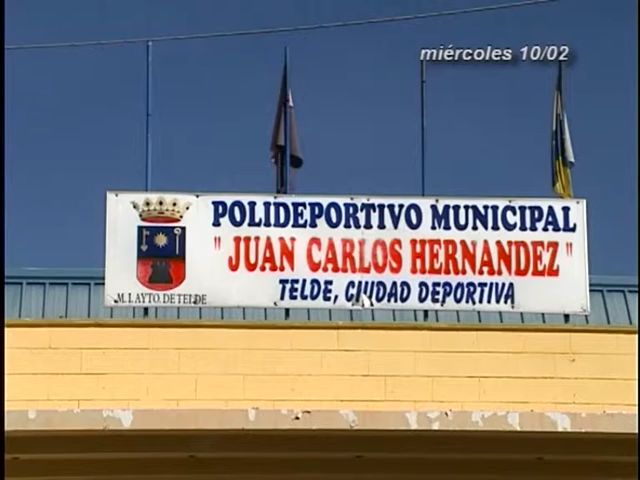 miércoles 10/02
POLIDEPORTIVO MUNICIPAL
" JUAN CARLOS HERNANDEZ "
TELDE, CIUDAD DEPORTIVA
M. I. AYTO. DE TELDE